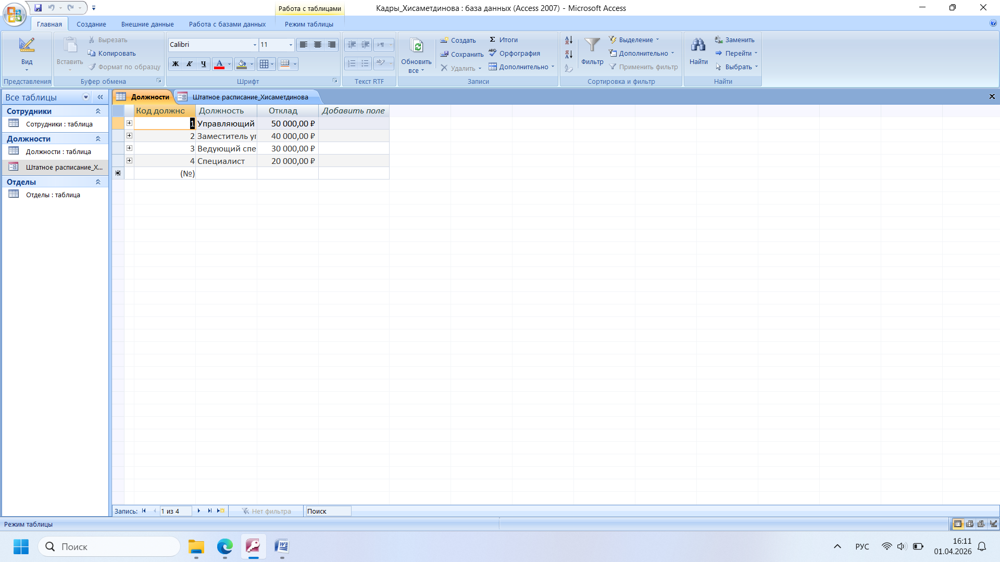 Работа с таблицами
Кадры_Хисаметдинова : база данных (Access 2007) - Microsoft Access
Главная Создание Внешние данные Работа с базами данных Режим таблицы
Вид
Представления
Вставить
Вырезать
Копировать
Формат по образцу
Буфер обмена
Calibri 11
Ж К Ч А
Шрифт
Текст RTF
Обновить все
Создать
Сохранить
Удалить
Итоги
Орфография
Дополнительно
Записи
Фильтр
Выделение
Дополнительно
Применить фильтр
Сортировка и фильтр
Найти
Заменить
Перейти
Выбрать
Найти
Все таблицы
Сотрудники
Сотрудники : таблица
Должности
Должности : таблица
Штатное расписание_Х...
Отделы
Отделы : таблица
Должности Штатное расписание_Хисаметдинова
Код должно Должность Отклад Добавить поле
1 Управляющий 50 000,00 ₽
2 Заместитель уп 40 000,00 ₽
3 Ведующий спе 30 000,00 ₽
4 Специалист 20 000,00 ₽
(№)
Запись: 1 из 4 Нет фильтра Поиск
Режим таблицы
Поиск
РУС
16:11
01.04.2026